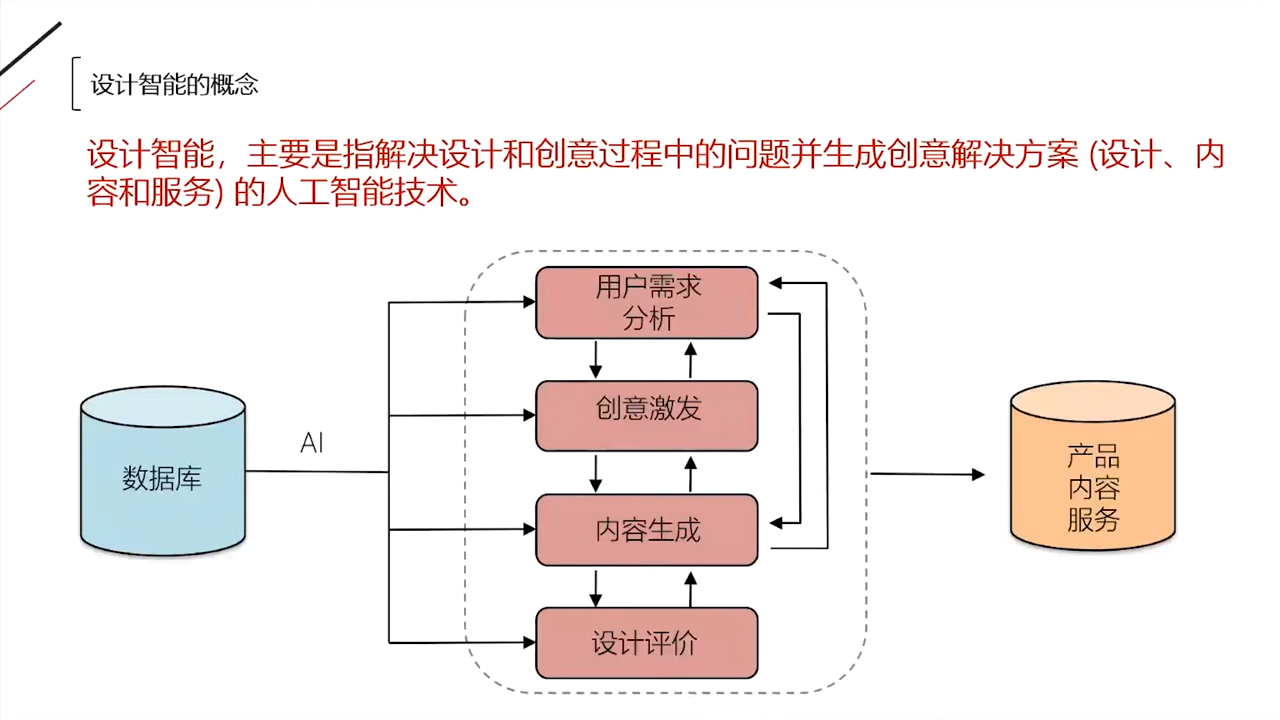 设计智能的概念
设计智能，主要是指解决设计和创意过程中的问题并生成创意解决方案 (设计、内
容和服务) 的人工智能技术。
用户需求
分析
创意激发
AI
数据库
内容生成
设计评价
产品
内容
服务